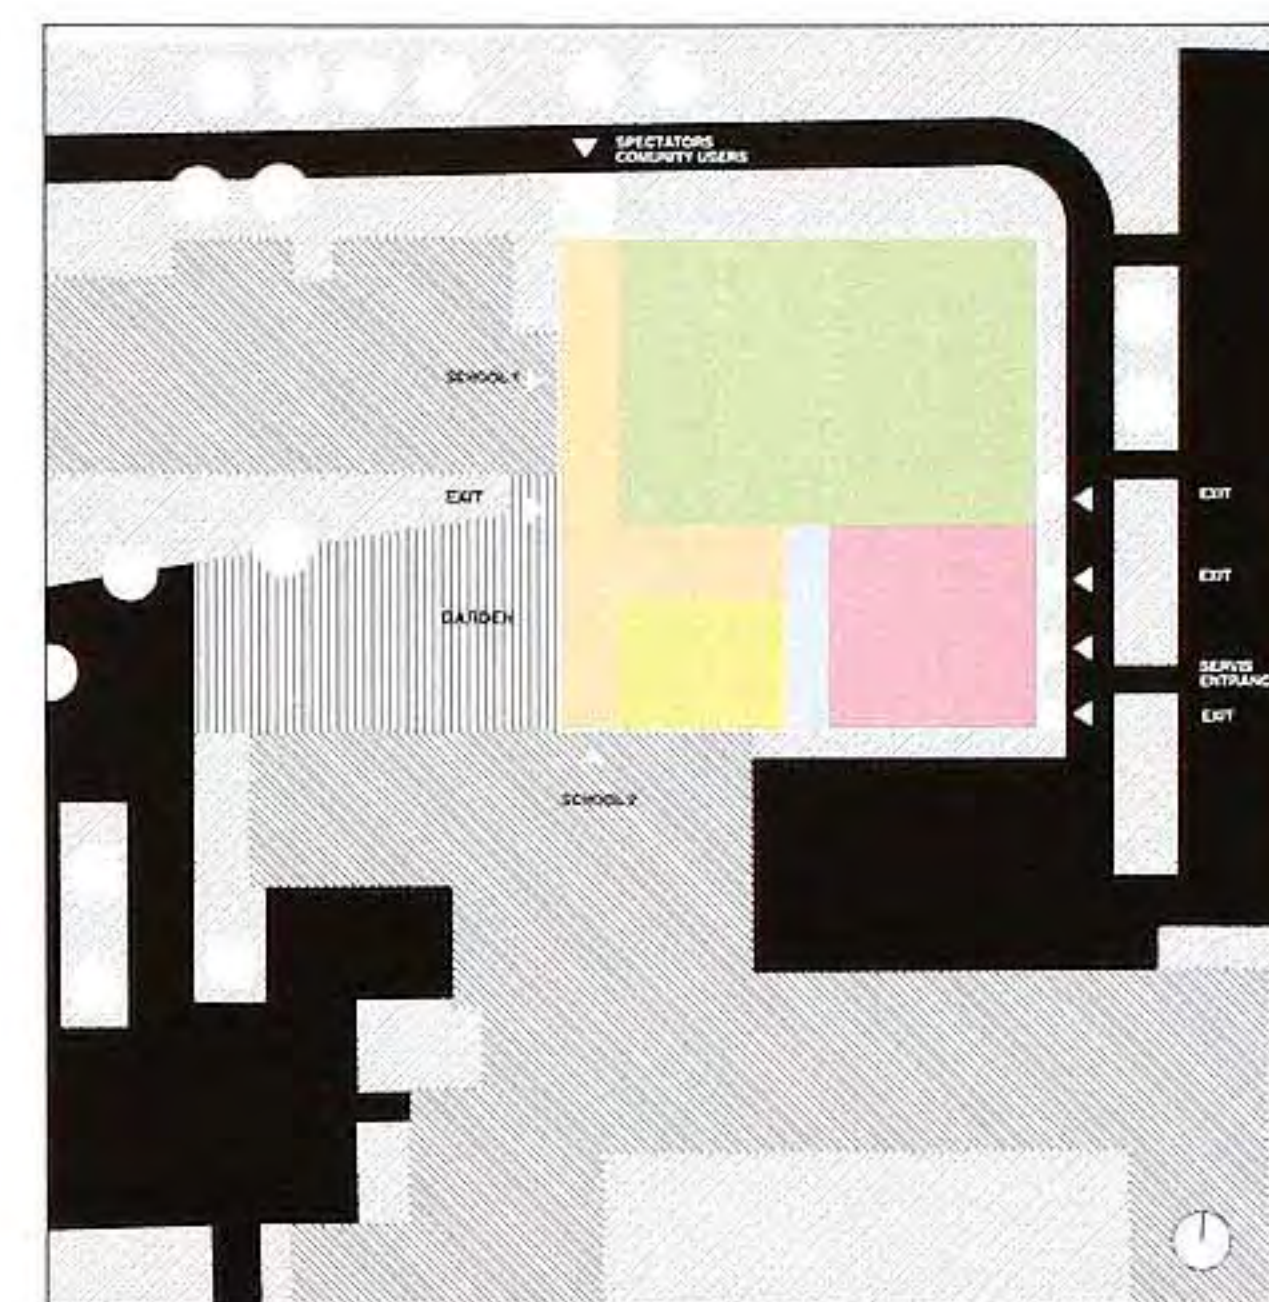 SPECTATORS
COMUNITY USERS
SCHOOL 1
EXIT
EXIT
GARDEN
EXIT
SERVIS
ENTRANC
EXIT
SCHOOL 2